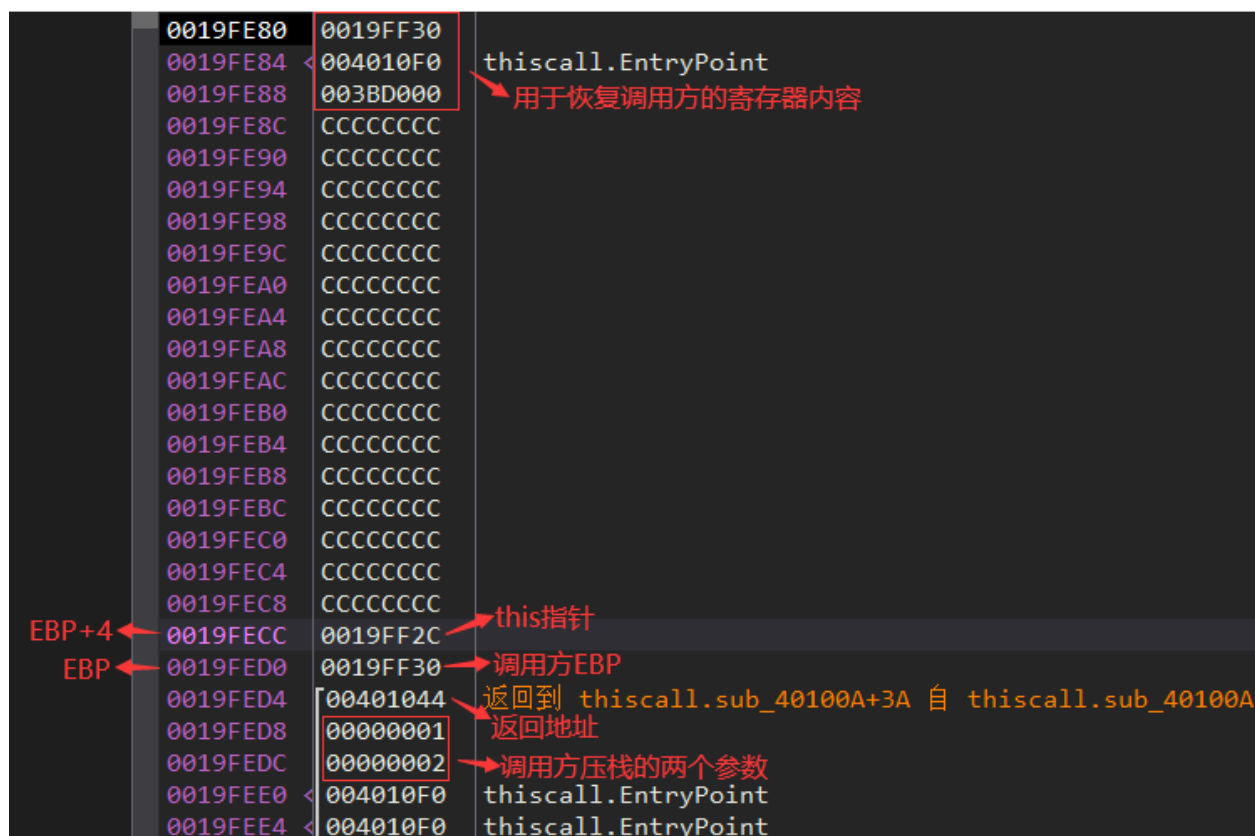 0019FE80 0019FF30
0019FE84 < 004010F0 thiscall.EntryPoint
0019FE88 003BD000 用于恢复调用方的寄存器内容
0019FE8C CCCCCCCC
0019FE90 CCCCCCCC
0019FE94 CCCCCCCC
0019FE98 CCCCCCCC
0019FE9C CCCCCCCC
0019FEA0 CCCCCCCC
0019FEA4 CCCCCCCC
0019FEA8 CCCCCCCC
0019FEAC CCCCCCCC
0019FEB0 CCCCCCCC
0019FEB4 CCCCCCCC
0019FEB8 CCCCCCCC
0019FEBC CCCCCCCC
0019FEC0 CCCCCCCC
0019FEC4 CCCCCCCC
0019FEC8 CCCCCCCC
EBP+4 0019FECC 0019FF2C this指针
EBP 0019FED0 0019FF30 调用方EBP
0019FED4 00401044 返回到 thiscall.sub_40100A+3A 自 thiscall.sub_40100A
0019FED8 00000001 返回地址
0019FEDC 00000002 调用方压栈的两个参数
0019FEE0 < 004010F0 thiscall.EntryPoint
0019FEE4 < 004010F0 thiscall.EntryPoint